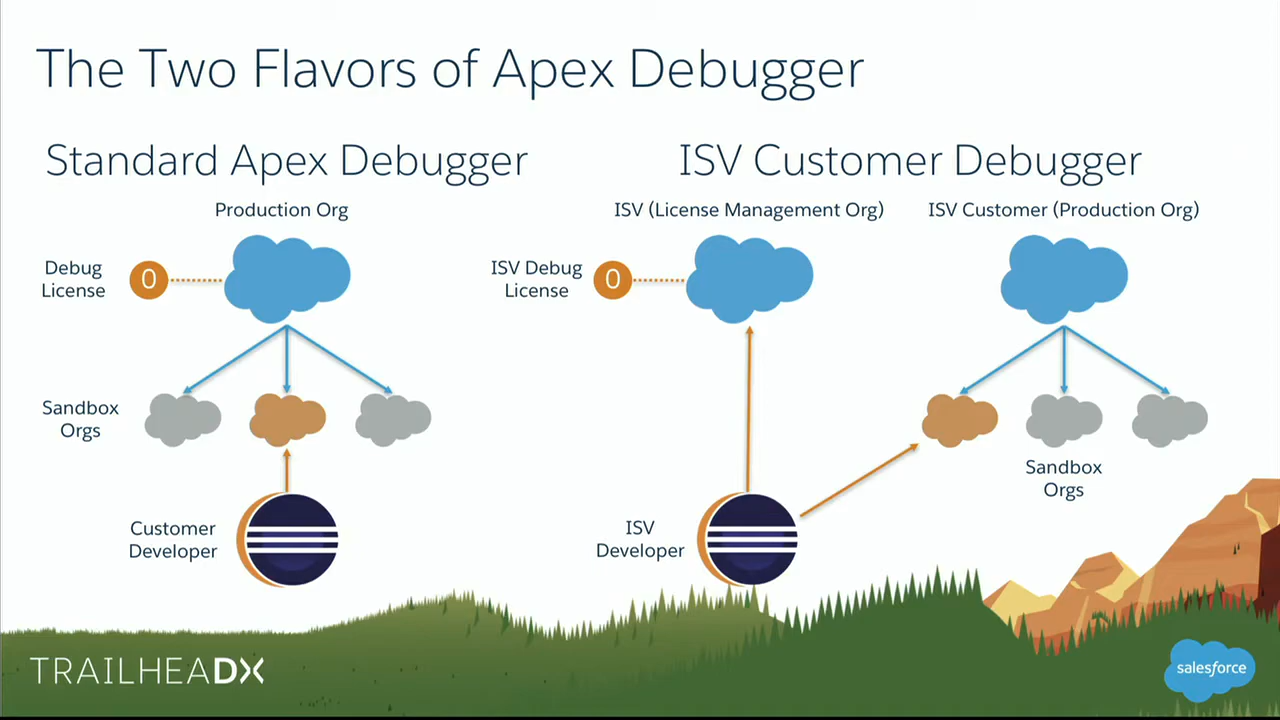 The Two Flavors of Apex Debugger
Standard Apex Debugger
Production Org
Debug
License
0
Sandbox
Orgs
Customer
Developer
ISV Customer Debugger
ISV (License Management Org)
ISV Customer (Production Org)
ISV Debug
License
0
Sandbox
Orgs
ISV
Developer
TRAILHEADX
salesforce